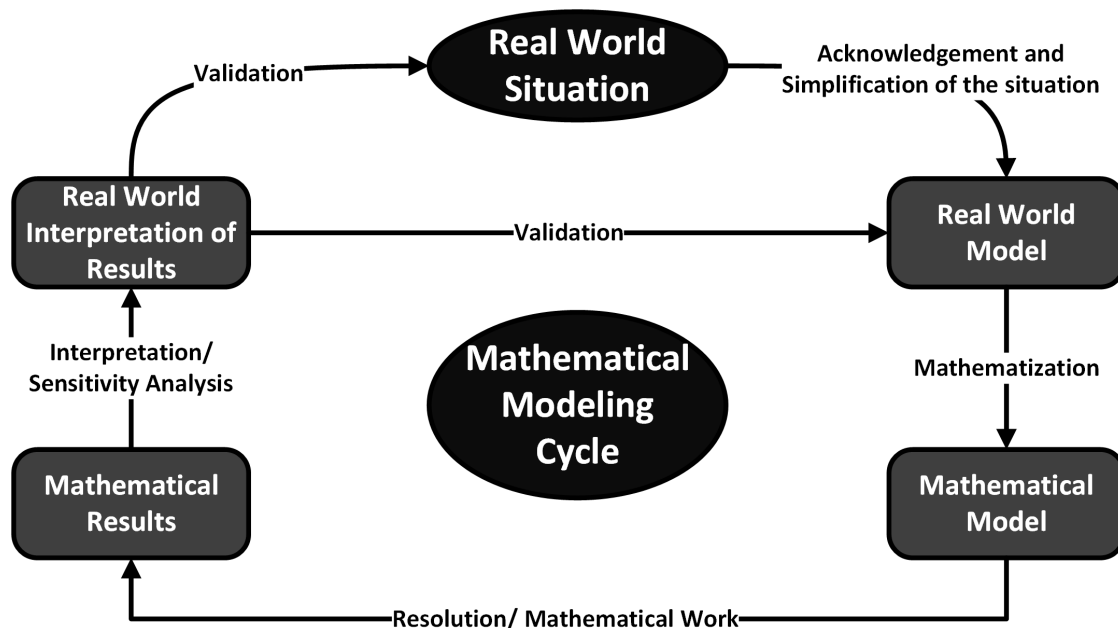 Real World
Situation
Validation
Acknowledgement and
Simplification of the situation
Real World
Interpretation of
Results
Validation
Real World
Model
Interpretation/
Sensitivity Analysis
Mathematical
Modeling
Cycle
Mathematization
Mathematical
Results
Mathematical
Model
Resolution/ Mathematical Work